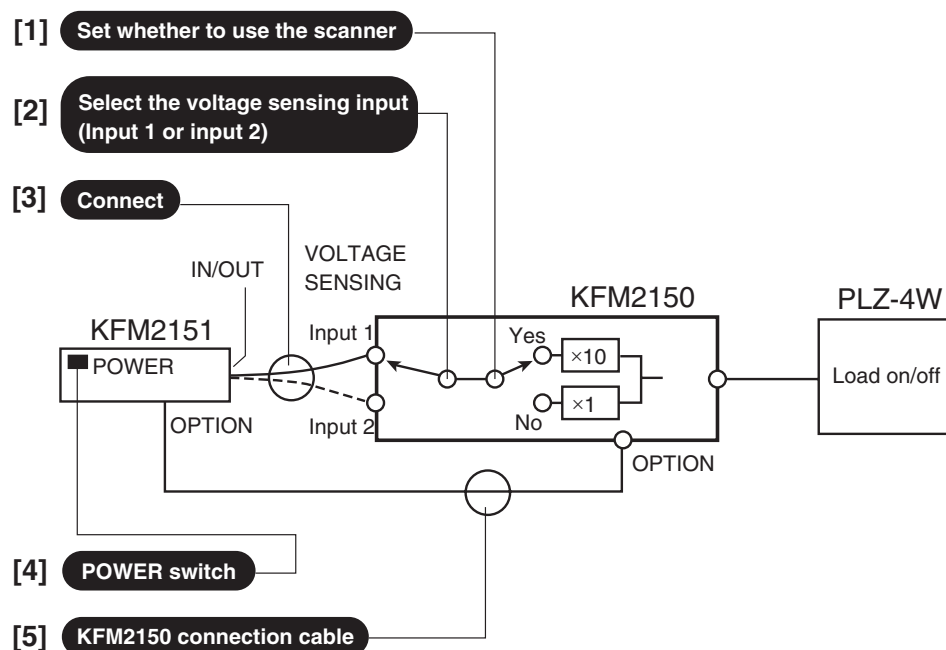 [1] Set whether to use the scanner
[2] Select the voltage sensing input
(Input 1 or input 2)
[3] Connect
VOLTAGE
SENSING
IN/OUT
KFM2150
PLZ-4W
KFM2151
Input 1
Yes
POWER
×10
Load on/off
×1
OPTION
Input 2
No
OPTION
[4] POWER switch
[5] KFM2150 connection cable